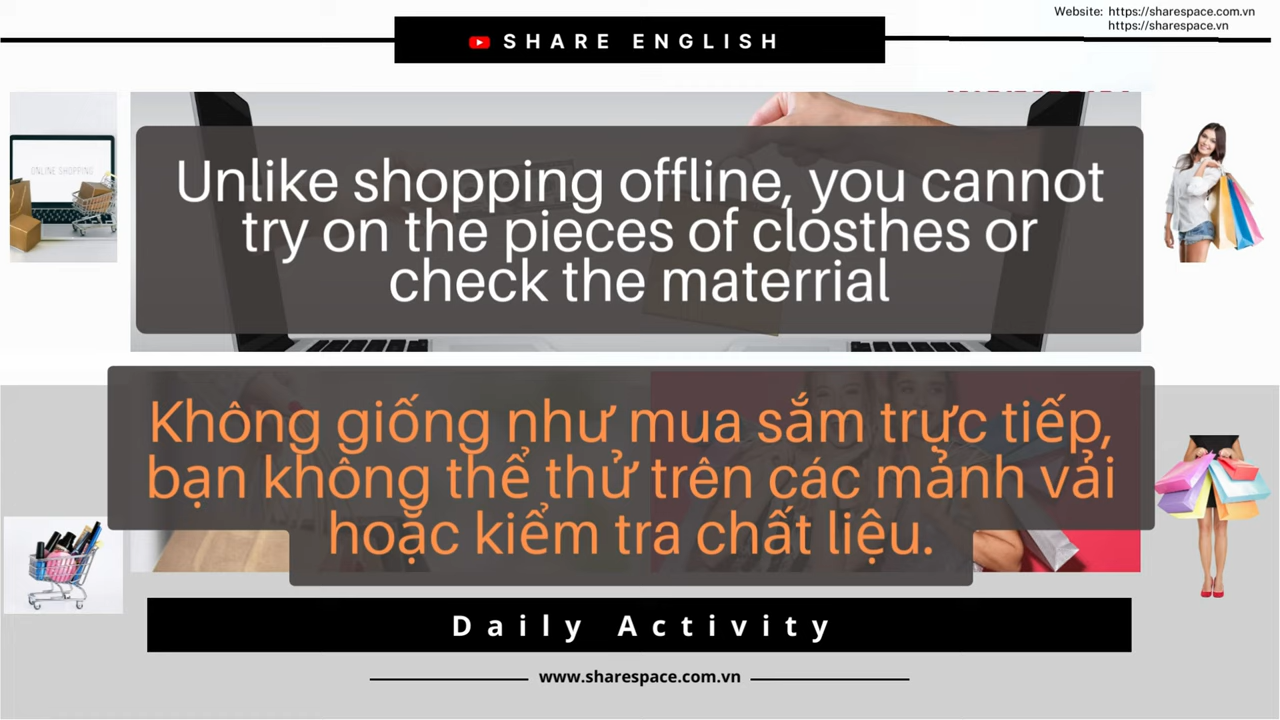 Website: https://sharespace.com.vn
https://sharespace.vn
SHARE ENGLISH
ONLINE SHOPPING
Unlike shopping offline, you cannot
try on the pieces of closthes or
check the materrial
Không giống như mua sắm trực tiếp,
bạn không thể thử trên các mảnh vải
hoặc kiểm tra chất liệu.
Daily Activity
www.sharespace.com.vn